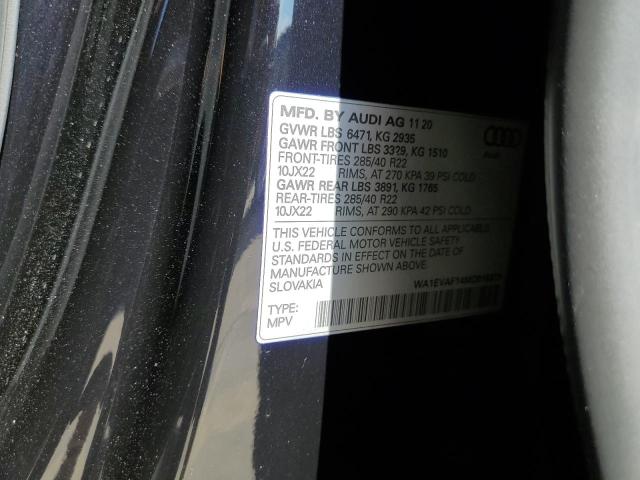 MFD. BY AUDI AG 11 20
GVWR LBS 6471, KG 2935
GAWR FRONT LBS 3329, KG 1510
FRONT-TIRES 285/40 R22
10JX22 RIMS, AT 270 KPA 39 PSI COLD
GAWR REAR LBS 3891, KG 1765
REAR-TIRES 285/40 R22
10JX22 RIMS, AT 290 KPA 42 PSI COLD
Audi
THIS VEHICLE CONFORMS TO ALL APPLICABLE
U.S. FEDERAL MOTOR VEHICLE SAFETY
STANDARDS IN EFFECT ON THE DATE OF
MANUFACTURE SHOWN ABOVE.
SLOVAKIA
TYPE:
MPV